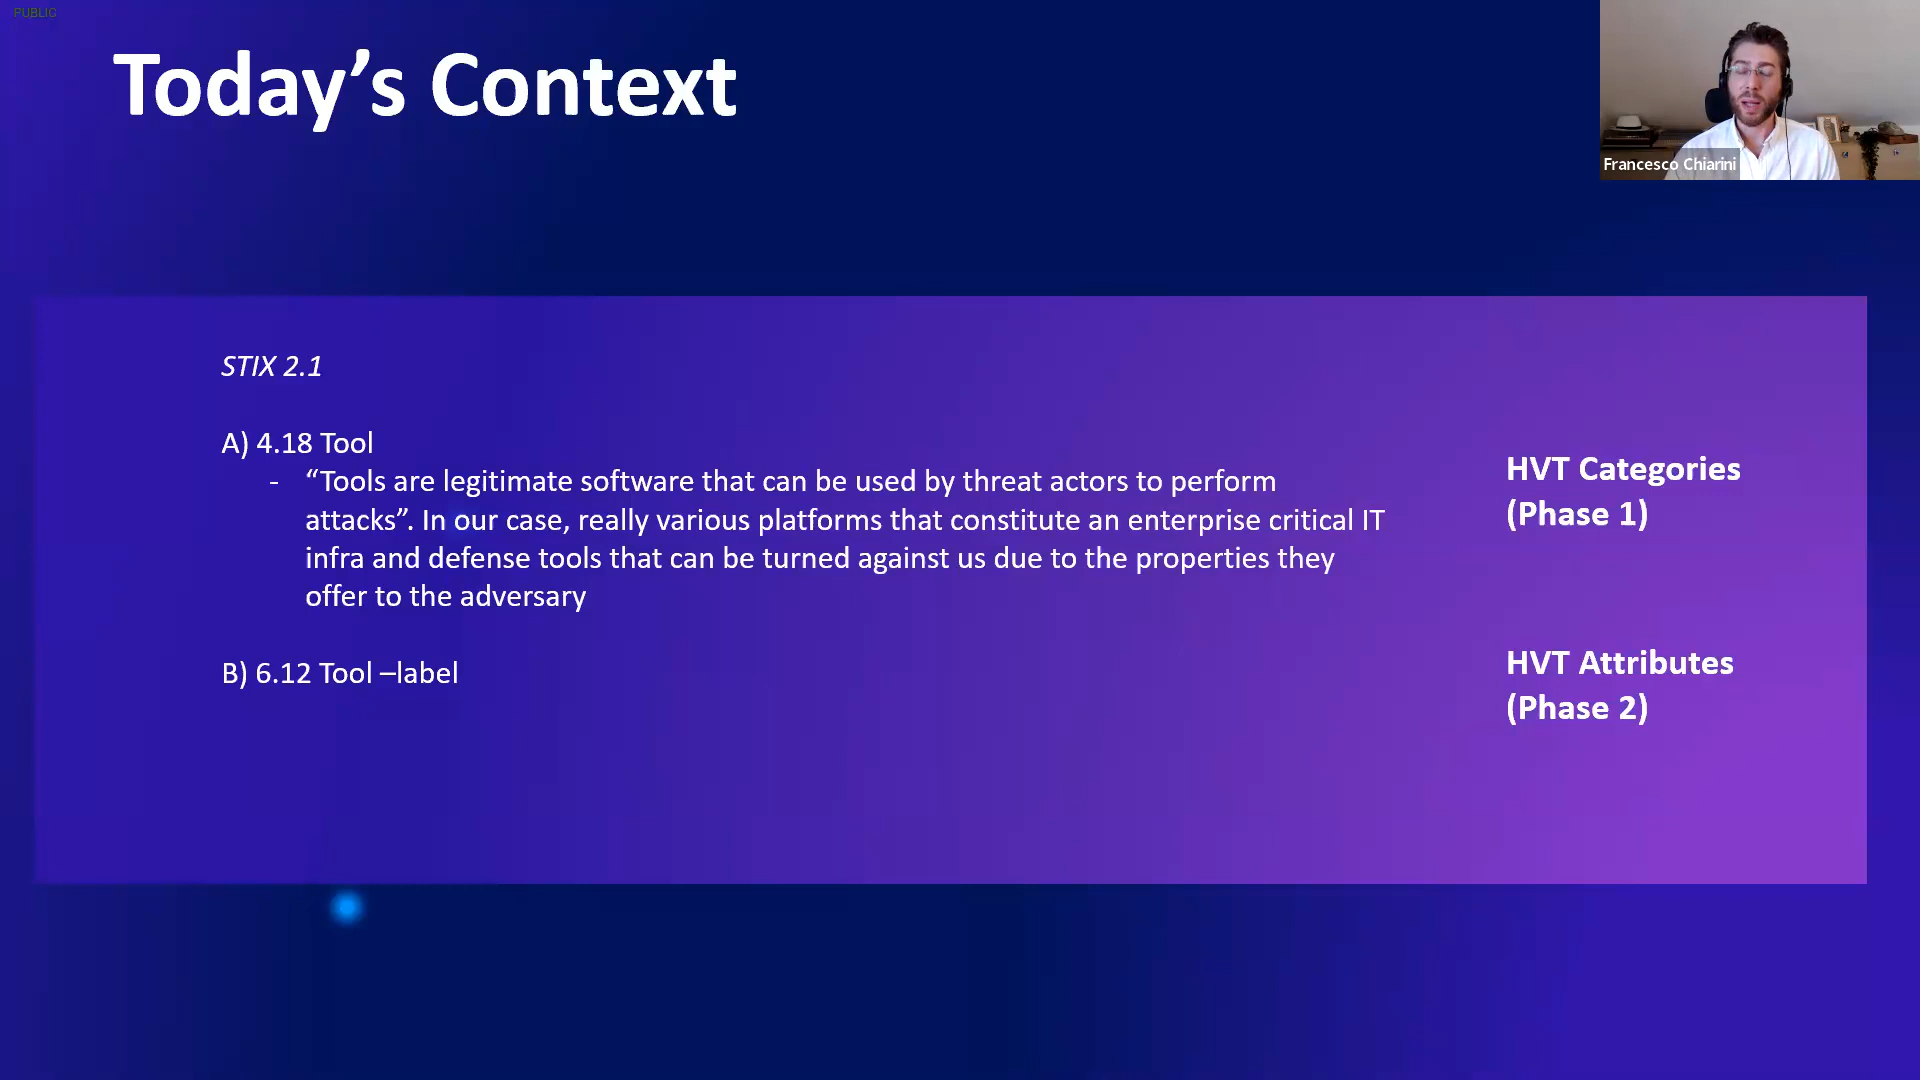 PUBLIC
Today’s Context
Francesco Chiarini
STIX 2.1
A) 4.18 Tool
- “Tools are legitimate software that can be used by threat actors to perform
attacks”. In our case, really various platforms that constitute an enterprise critical IT
infra and defense tools that can be turned against us due to the properties they
offer to the adversary
HVT Categories
(Phase 1)
B) 6.12 Tool –label
HVT Attributes
(Phase 2)